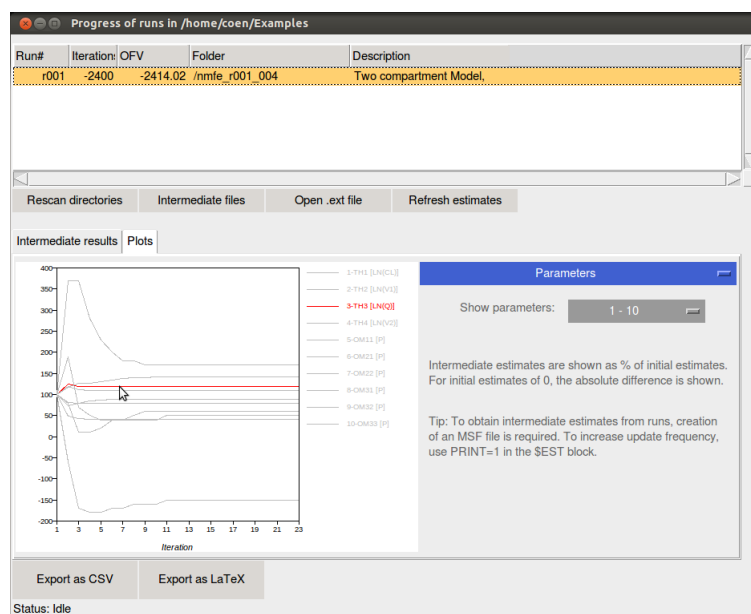 Progress of runs in /home/coen/Examples
Run# Iterations OFV Folder Description
r001 -2400 -2414.02 /nmfe_r001_004 Two compartment Model,
Rescan directories Intermediate files Open .ext file Refresh estimates
Intermediate results Plots
400
350
300
250
200
150
100
50
0
-50
-100
-150
-200
1 3 5 7 9 11 13 15 17 19 21 23
Iteration
1-TH1 [LN(CL)]
2-TH2 [LN(V1)]
3-TH3 [LN(Q)]
4-TH4 [LN(V2)]
5-OM11 [P]
6-OM21 [P]
7-OM22 [P]
8-OM31 [P]
9-OM32 [P]
10-OM33 [P]
Parameters
Show parameters: 1 - 10
Intermediate estimates are shown as % of initial estimates.
For initial estimates of 0, the absolute difference is shown.
Tip: To obtain intermediate estimates from runs, creation
of an MSF file is required. To increase update frequency,
use PRINT=1 in the $EST block.
Export as CSV Export as LaTeX
Status: Idle